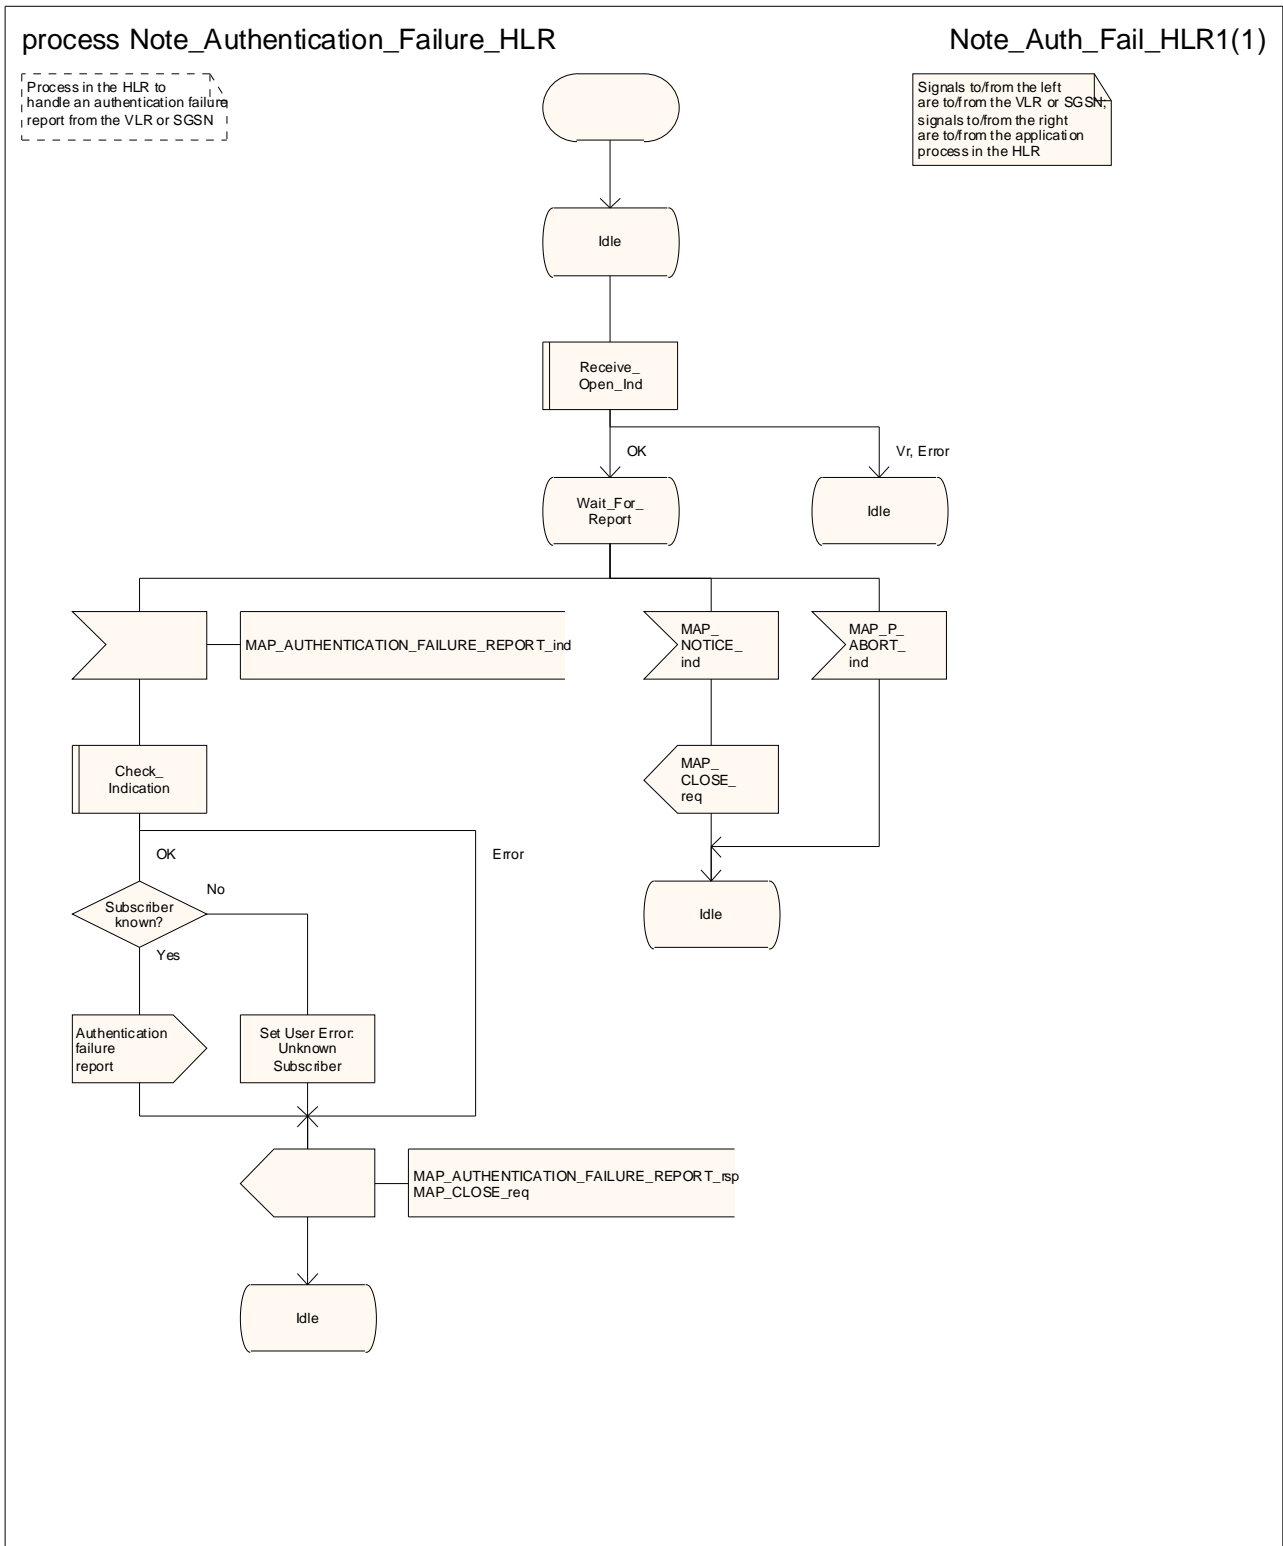 process Note_Authentication_Failure_HLR
Note_Auth_Fail_HLR1(1)
Process in the HLR to
handle an authentication failure
report from the VLR or SGSN
Signals to/from the left
are to/from the VLR or SGSN;
signals to/from the right
are to/from the application
process in the HLR
Idle
Receive_
Open_Ind
OK
Vr, Error
Wait_For_
Report
Idle
MAP_AUTHENTICATION_FAILURE_REPORT_ind
MAP_
NOTICE_
ind
MAP_P_
ABORT_
ind
Check_
Indication
MAP_
CLOSE_
req
OK
Error
No
Subscriber
known?
Idle
Yes
Authentication
failure
report
Set User Error:
Unknown
Subscriber
MAP_AUTHENTICATION_FAILURE_REPORT_rsp
MAP_CLOSE_req
Idle